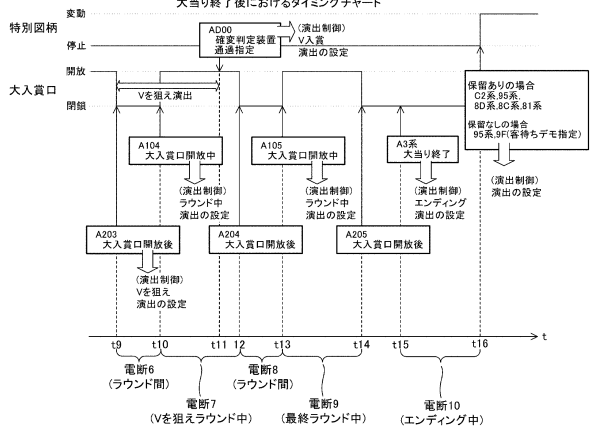 大当り終了後におけるタイミングチャート
特別図柄
変動
停止
AD00
確変判定装置
通過指定
(演出制御)
V入賞
演出の設定
大入賞口
開放
閉鎖
Vを狙え演出
保留ありの場合
C2系,95系,
8D系,8C系,81系
保留なしの場合
95系,9F(客待ちデモ指定)
(演出制御)
演出の設定
A104
大入賞口開放中
(演出制御)
ラウンド中
演出の設定
A105
大入賞口開放中
(演出制御)
ラウンド中
演出の設定
A3系
大当り終了
(演出制御)
エンディング
演出の設定
A203
大入賞口開放後
(演出制御)
Vを狙え
演出の設定
A204
大入賞口開放後
A205
大入賞口開放後
t9
t10
t11
12
t13
t14
t15
t16
t
電断6
(ラウンド間)
電断7
(Vを狙えラウンド中)
電断8
(ラウンド間)
電断9
(最終ラウンド中)
電断10
(エンディング中)